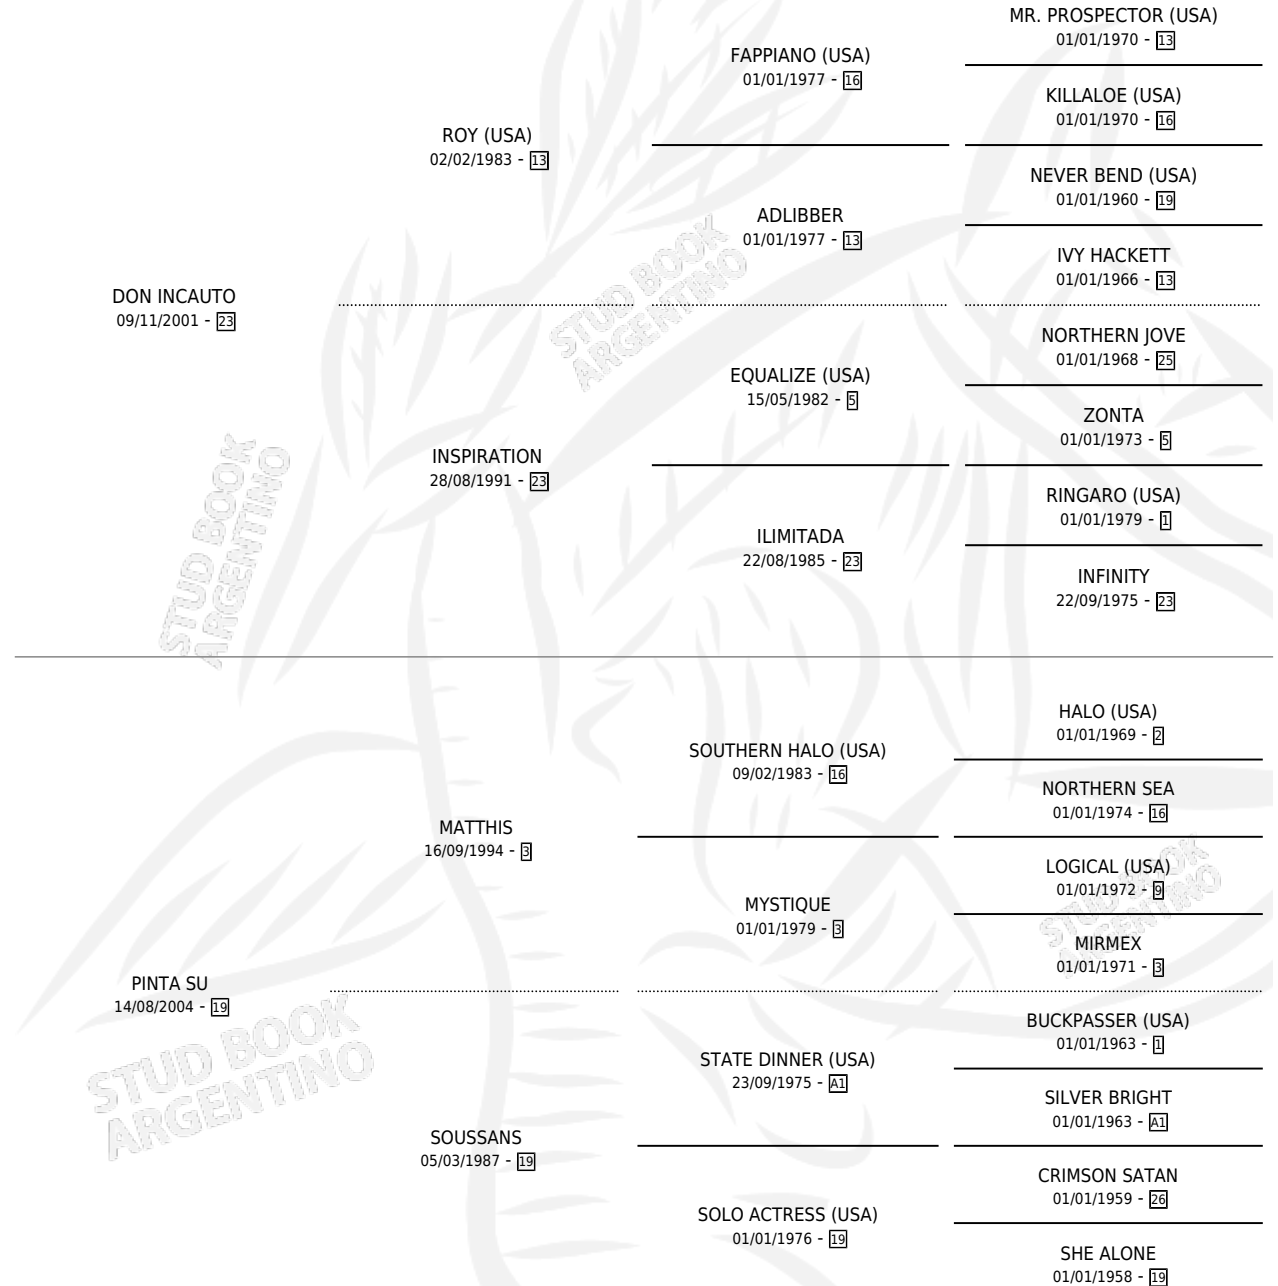 MR. PROSPECTOR (USA)
01/01/1970 - 13
FAPPIANO (USA)
01/01/1977 - 16
KILLALOE (USA)
01/01/1970 - 16
ROY (USA)
02/02/1983 - 13
NEVER BEND (USA)
01/01/1960 - 19
ADLIBBER
01/01/1977 - 13
IVY HACKETT
01/01/1966 - 13
DON INCAUTO
09/11/2001 - 23
STUD BOOK
ARGENTINO
NORTHERN JOVE
01/01/1968 - 25
EQUALIZE (USA)
15/05/1982 - 5
ZONTA
01/01/1973 - 5
INSPIRATION
28/08/1991 - 23
RINGARO (USA)
01/01/1979 - 1
ILIMITADA
22/08/1985 - 23
INFINITY
22/09/1975 - 23
STUD BOOK
ARGENTINO
HALO (USA)
01/01/1969 - 2
SOUTHERN HALO (USA)
09/02/1983 - 16
NORTHERN SEA
01/01/1974 - 16
MATTHIS
16/09/1994 - 3
LOGICAL (USA)
01/01/1972 - 9
MYSTIQUE
01/01/1979 - 3
STUD BOOK
ARGENTINO
MIRMEX
01/01/1971 - 3
PINTA SU
14/08/2004 - 19
BUCKPASSER (USA)
01/01/1963 - 1
STATE DINNER (USA)
23/09/1975 - A1
SILVER BRIGHT
01/01/1963 - A1
STUD BOOK
ARGENTINO
SOUSSANS
05/03/1987 - 19
CRIMSON SATAN
01/01/1959 - 26
SOLO ACTRESS (USA)
01/01/1976 - 19
SHE ALONE
01/01/1958 - 19